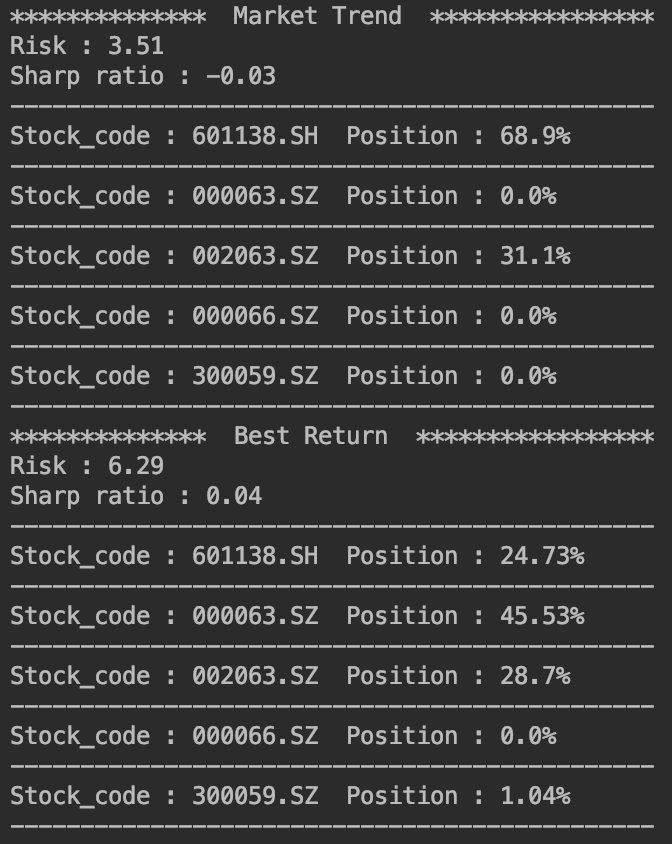 ************** Market Trend ****************
Risk : 3.51
Sharp ratio : -0.03
----------------------------------------------
Stock_code : 601138.SH  Position : 68.9%
----------------------------------------------
Stock_code : 000063.SZ  Position : 0.0%
----------------------------------------------
Stock_code : 002063.SZ  Position : 31.1%
----------------------------------------------
Stock_code : 000066.SZ  Position : 0.0%
----------------------------------------------
Stock_code : 300059.SZ  Position : 0.0%
----------------------------------------------
************** Best Return *****************
Risk : 6.29
Sharp ratio : 0.04
----------------------------------------------
Stock_code : 601138.SH  Position : 24.73%
----------------------------------------------
Stock_code : 000063.SZ  Position : 45.53%
----------------------------------------------
Stock_code : 002063.SZ  Position : 28.7%
----------------------------------------------
Stock_code : 000066.SZ  Position : 0.0%
----------------------------------------------
Stock_code : 300059.SZ  Position : 1.04%
----------------------------------------------